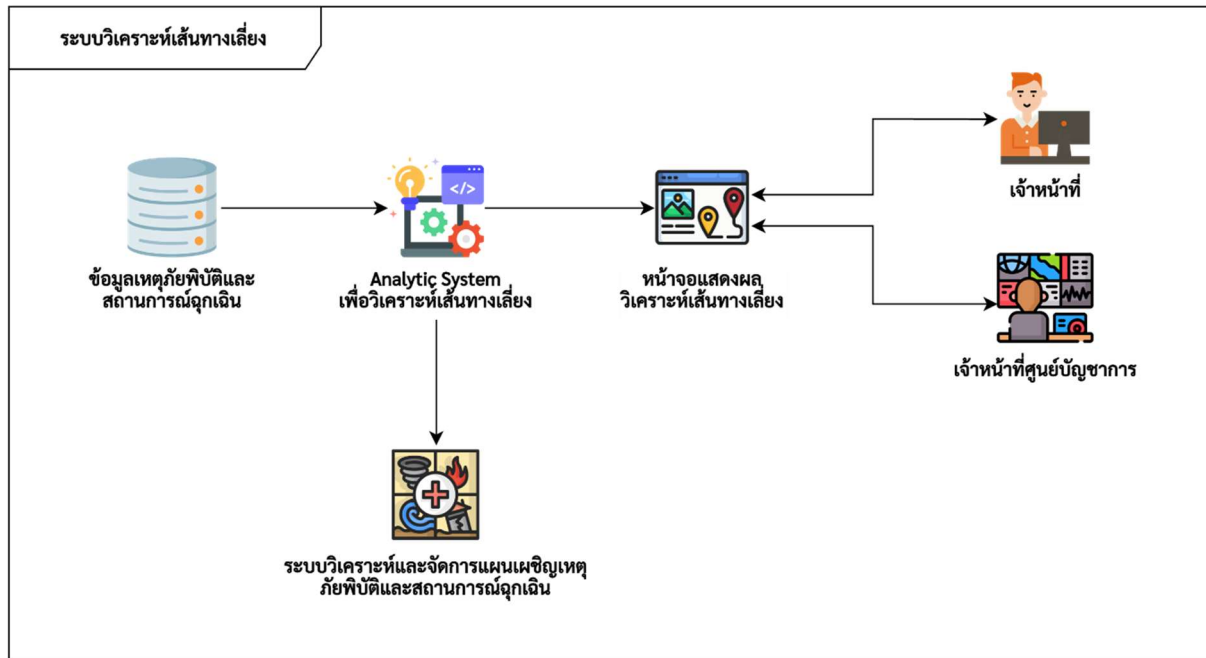 ระบบวิเคราะห์เส้นทางเลี่ยง
เจ้าหน้าที่
</>
ข้อมูลเหตุภัยพิบัติและ
สถานการณ์ฉุกเฉิน
Analytic System
เพื่อวิเคราะห์เส้นทางเลี่ยง
หน้าจอแสดงผล
วิเคราะห์เส้นทางเลี่ยง
เจ้าหน้าที่ศูนย์บัญชาการ
ระบบวิเคราะห์และจัดการแผนเผชิญเหตุ
ภัยพิบัติและสถานการณ์ฉุกเฉิน